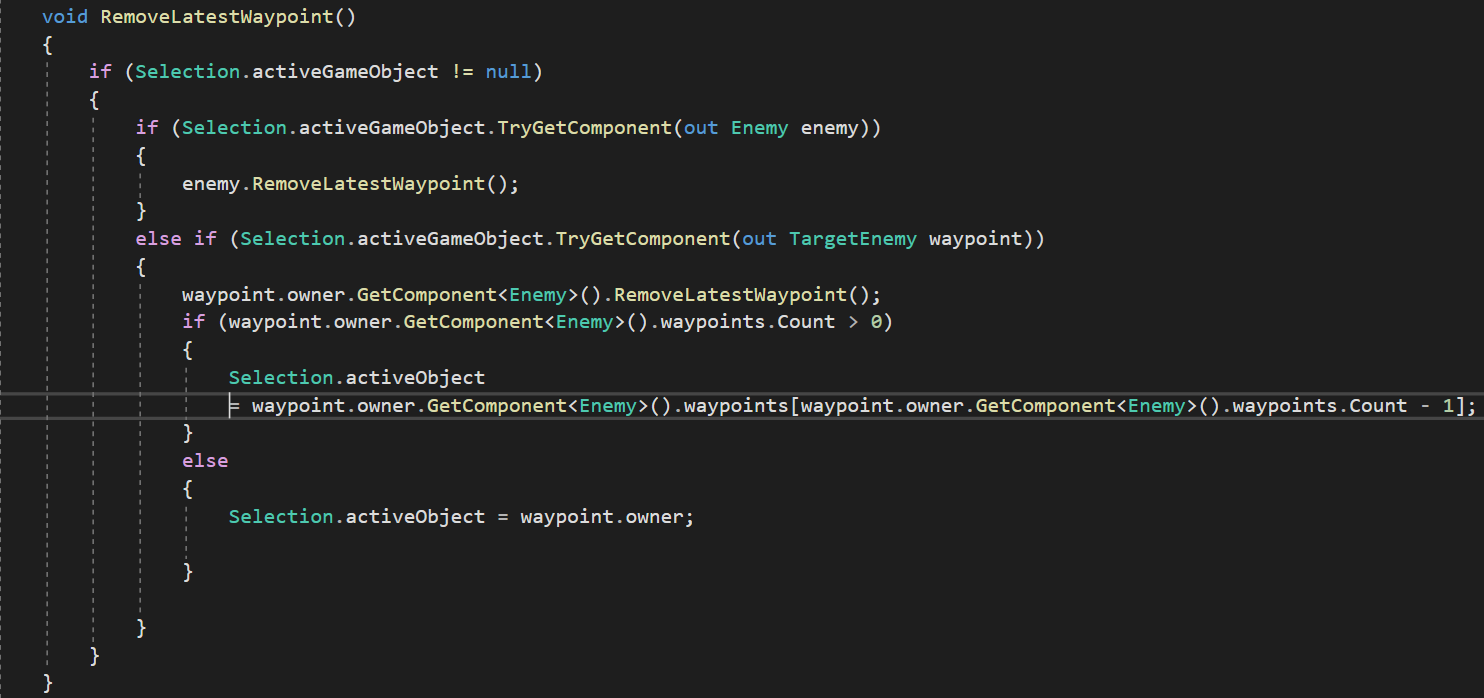 void RemoveLatestWaypoint()
{
if (Selection.activeGameObject != null)
{
if (Selection.activeGameObject.TryGetComponent(out Enemy enemy))
{
enemy.RemoveLatestWaypoint();
}
else if (Selection.activeGameObject.TryGetComponent(out TargetEnemy waypoint))
{
waypoint.owner.GetComponent<Enemy>().RemoveLatestWaypoint();
if (waypoint.owner.GetComponent<Enemy>().waypoints.Count > 0)
{
Selection.activeObject
= waypoint.owner.GetComponent<Enemy>().waypoints[waypoint.owner.GetComponent<Enemy>().waypoints.Count - 1];
}
else
{
Selection.activeObject = waypoint.owner;
}
}
}
}